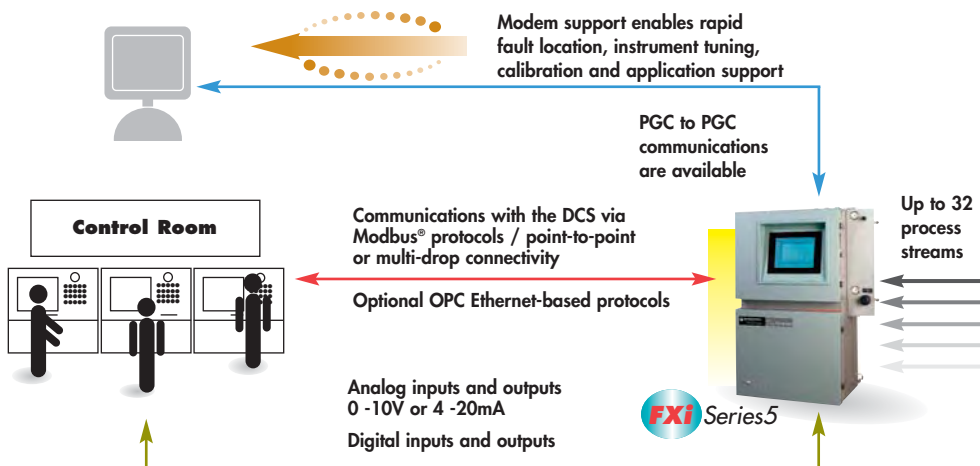 Modem support enables rapid
fault location, instrument tuning,
calibration and application support
PGC to PGC
communications
are available
Control Room
Communications with the DCS via
Modbus® protocols / point-to-point
or multi-drop connectivity
Optional OPC Ethernet-based protocols
Up to 32
process
streams
Analog inputs and outputs
0 -10V or 4 -20mA
Digital inputs and outputs
FXi Series5